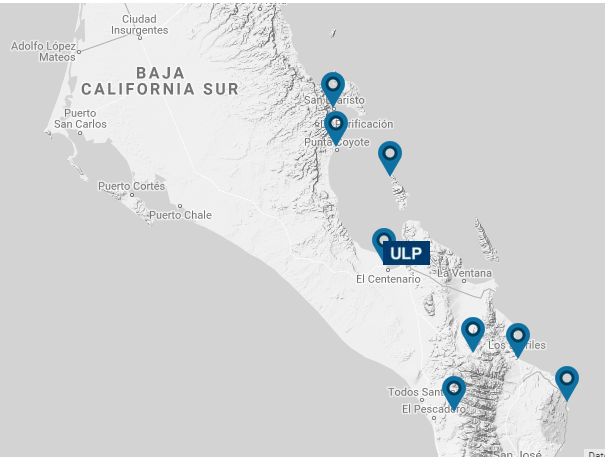 Ciudad
Insurgentes
Adolfo López
Mateos
BAJA
CALIFORNIA SUR
Puerto
San Carlos
Punta Coyote
Puerto Cortés
Puerto Chale
ULP
El Centenario
La Ventana
Los
Todos
El Pescadero
San José